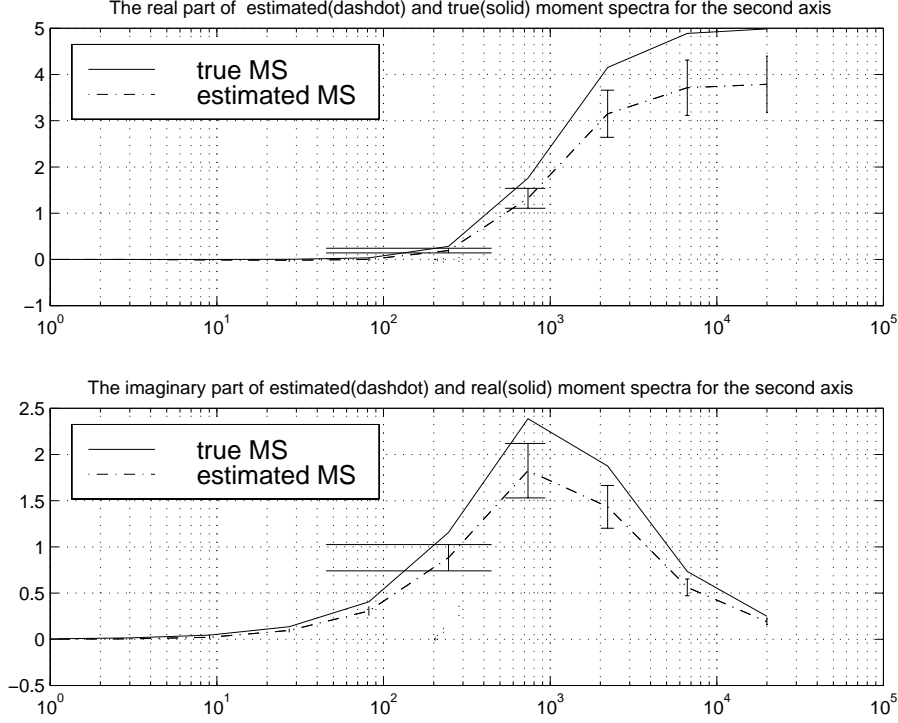 The real part of  estimated(dashdot) and true(solid) moment spectra for the second axis
5
4
3
2
1
0
−1
true MS
estimated MS
10^0 10^1 10^2 10^3 10^4 10^5
The imaginary part of estimated(dashdot) and real(solid) moment spectra for the second axis
2.5
2
1.5
1
0.5
0
−0.5
true MS
estimated MS
10^0 10^1 10^2 10^3 10^4 10^5